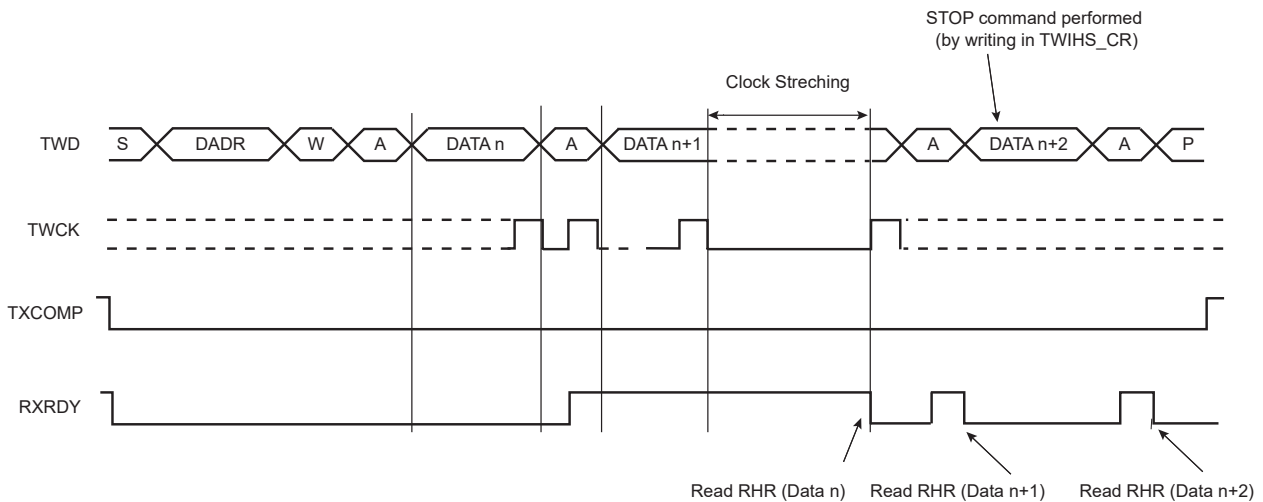 STOP command performed
(by writing in TWIHS_CR)
Clock Streching
TWD S DADR W A DATA n A DATA n+1 A DATA n+2 A P
TWCK
TXCOMP
RXRDY
Read RHR (Data n) Read RHR (Data n+1) Read RHR (Data n+2)